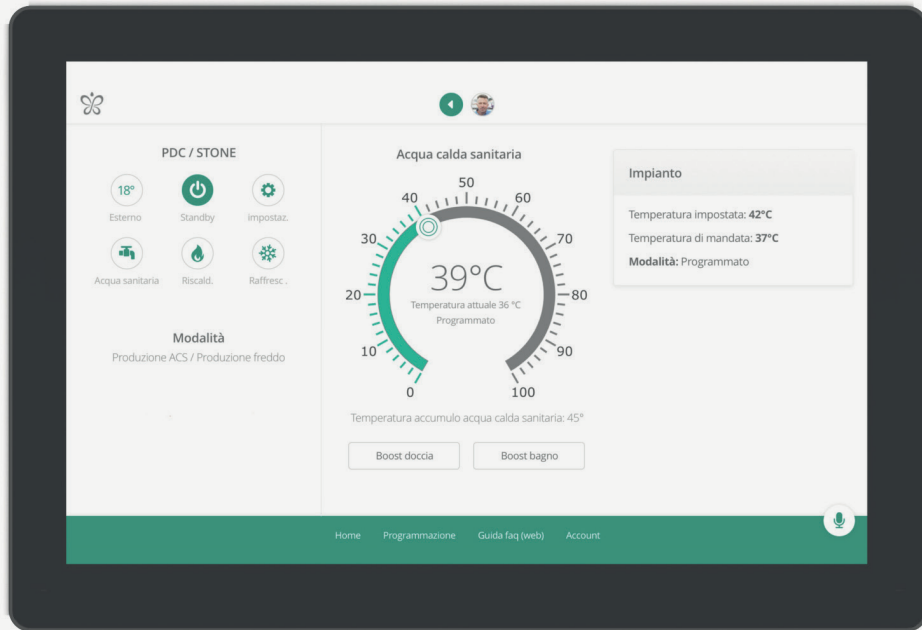 PDC / STONE
18°
Esterno
Standby
impostaz.
Acqua sanitaria
Riscald.
Raffresc .
Modalità
Produzione ACS / Produzione freddo
Acqua calda sanitaria
0
10
20
30
40
50
60
70
80
90
100
39°C
Temperatura attuale 36 °C
Programmato
Temperatura accumulo acqua calda sanitaria: 45°
Boost doccia
Boost bagno
Impianto
Temperatura impostata: 42°C
Temperatura di mandata: 37°C
Modalità: Programmato
Home
Programmazione
Guida faq (web)
Account